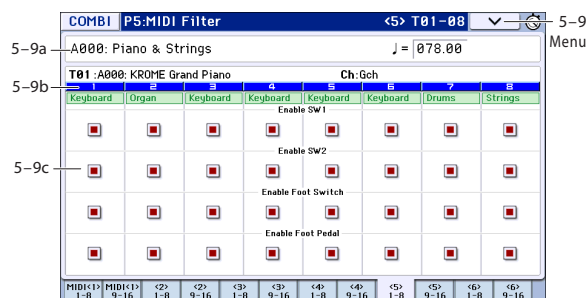 COMBI P5:MIDI Filter <5> T01-08
5-9
Menu
5-9a
A000: Piano & Strings ♩= 078.00
T01 :A000: KROME Grand Piano Ch:Gch
5-9b
1 2 3 4 5 6 7 8
Keyboard Organ Keyboard Keyboard Keyboard Keyboard Drums Strings
Enable SW1
Enable SW2
5-9c
Enable Foot Switch
Enable Foot Pedal
MIDI<1> MIDI<1> <2> <2> <3> <3> <4> <4> <5> <5> <6> <6>
1-8 9-16 1-8 9-16 1-8 9-16 1-8 9-16 1-8 9-16 1-8 9-16